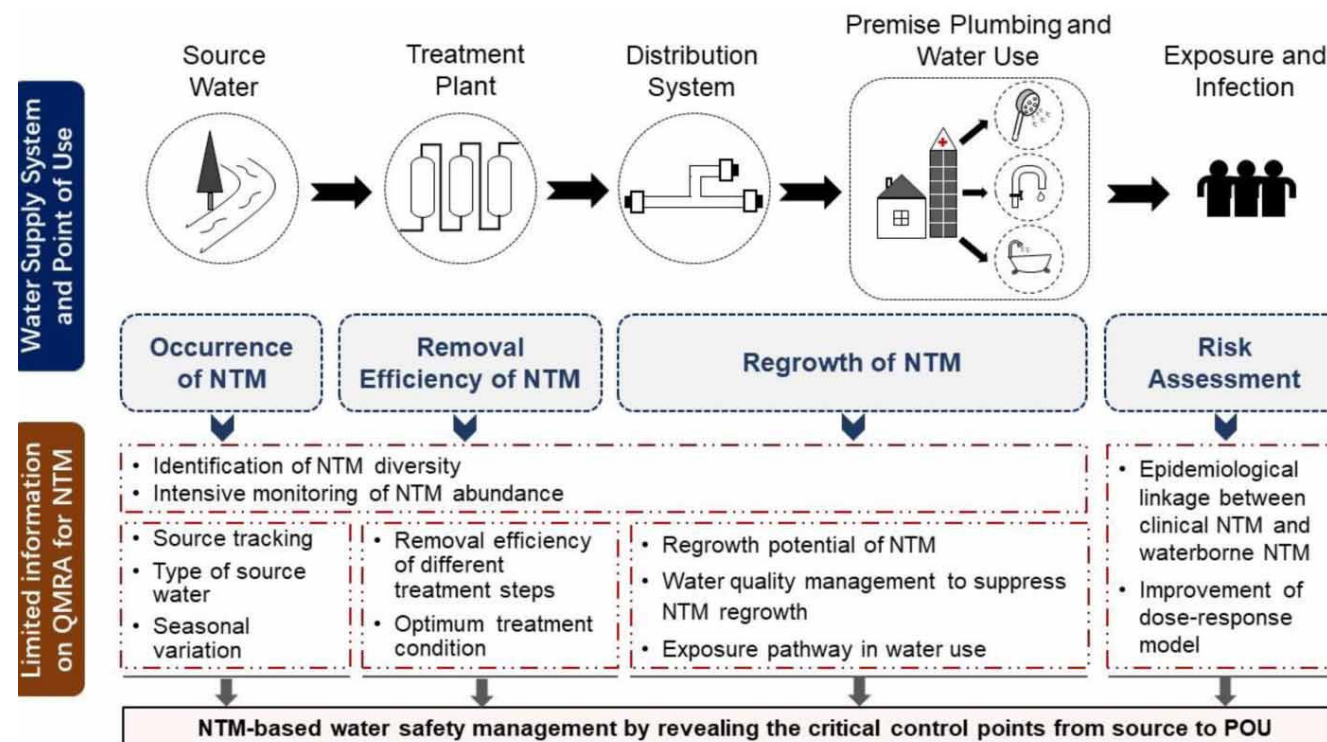 Source
Water
Treatment
Plant
Distribution
System
Premise Plumbing and
Water Use
Exposure and
Infection
Water Supply System
and Point of Use
Occurrence
of NTM
Removal
Efficiency of NTM
Regrowth of NTM
Risk
Assessment
Limited information
on QMRA for NTM
• Identification of NTM diversity
• Intensive monitoring of NTM abundance
• Source tracking
• Type of source
water
• Seasonal
variation
• Removal efficiency
of different
treatment steps
• Optimum treatment
condition
• Regrowth potential of NTM
• Water quality management to suppress
NTM regrowth
• Exposure pathway in water use
• Epidemiological
linkage between
clinical NTM and
waterborne NTM
• Improvement of
dose-response
model
NTM-based water safety management by revealing the critical control points from source to POU